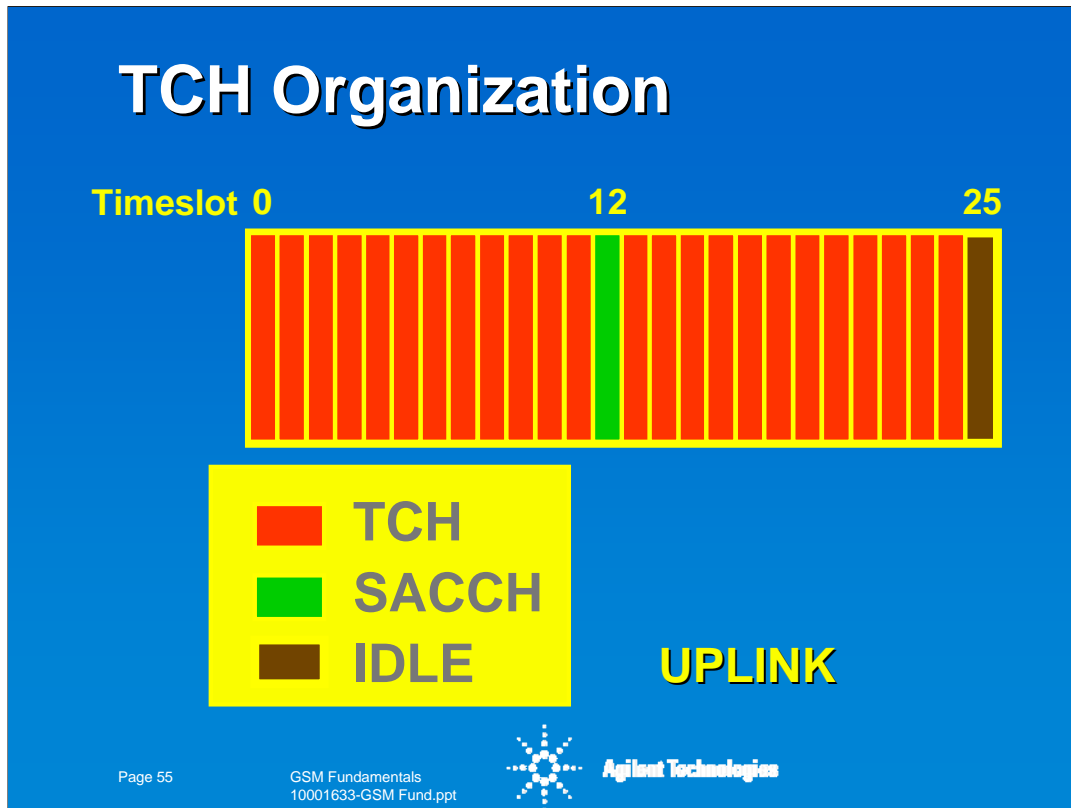 TCH Organization
Timeslot 0 12 25
TCH
SACCH
IDLE
UPLINK
Page 55
GSM Fundamentals
10001633-GSM Fund.ppt
Agilent Technologies